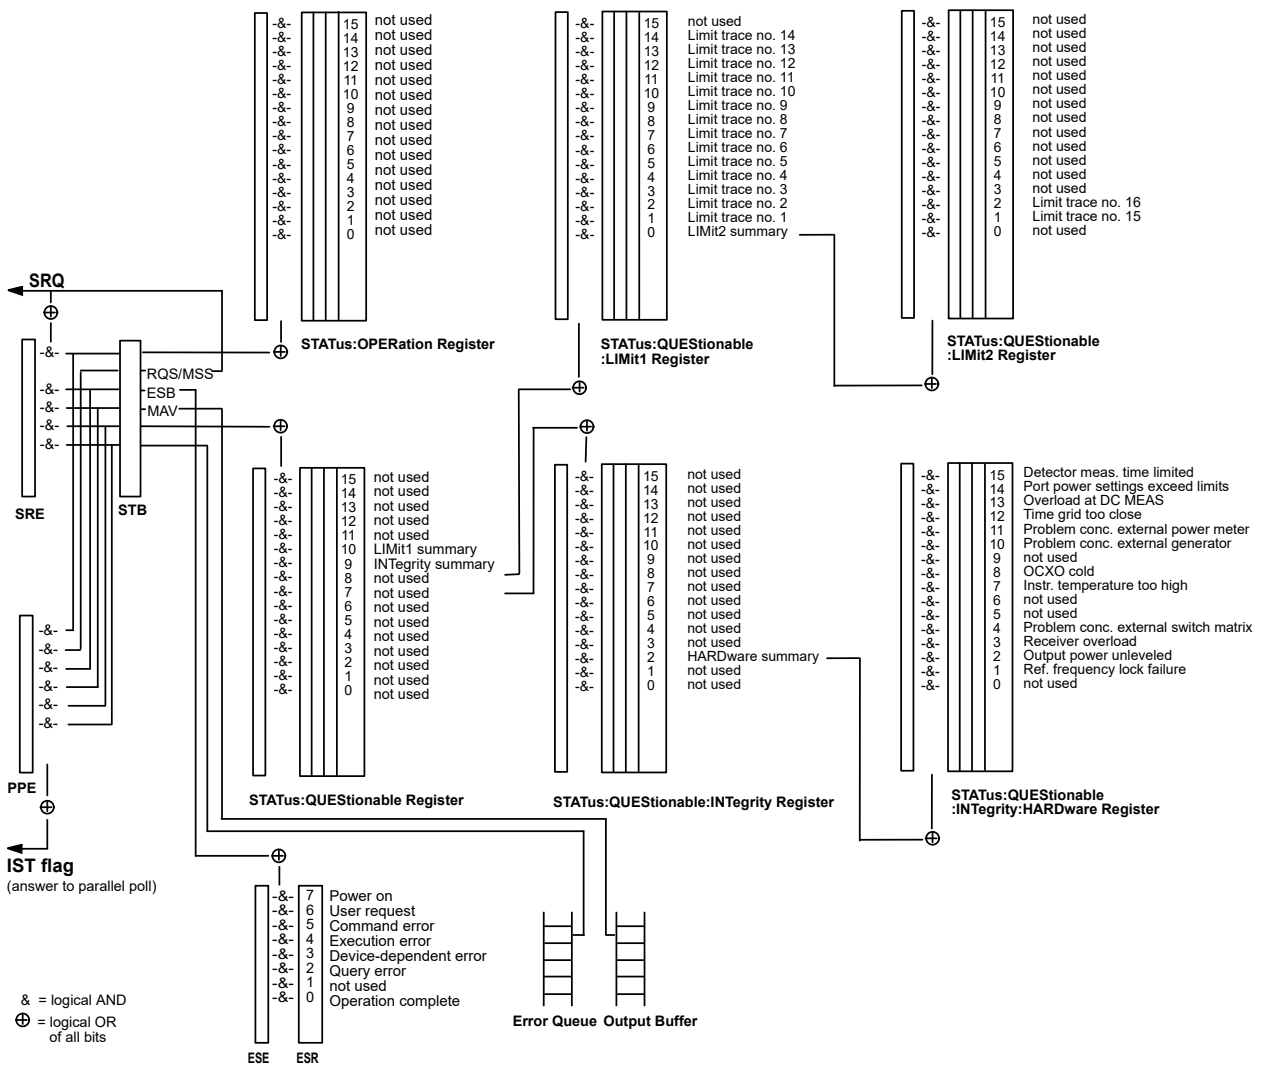 -&- 15 not used
-&- 14 not used
-&- 13 not used
-&- 12 not used
-&- 11 not used
-&- 10 not used
-&- 9 not used
-&- 8 not used
-&- 7 not used
-&- 6 not used
-&- 5 not used
-&- 4 not used
-&- 3 not used
-&- 2 not used
-&- 1 not used
-&- 0 not used
STATus:OPERation Register
-&- 15 not used
-&- 14 Limit trace no. 14
-&- 13 Limit trace no. 13
-&- 12 Limit trace no. 12
-&- 11 Limit trace no. 11
-&- 10 Limit trace no. 10
-&- 9 Limit trace no. 9
-&- 8 Limit trace no. 8
-&- 7 Limit trace no. 7
-&- 6 Limit trace no. 6
-&- 5 Limit trace no. 5
-&- 4 Limit trace no. 4
-&- 3 Limit trace no. 3
-&- 2 Limit trace no. 2
-&- 1 Limit trace no. 1
-&- 0 LIMit2 summary
STATus:QUEStionable
:LIMit1 Register
-&- 15 not used
-&- 14 not used
-&- 13 not used
-&- 12 not used
-&- 11 not used
-&- 10 not used
-&- 9 not used
-&- 8 not used
-&- 7 not used
-&- 6 not used
-&- 5 not used
-&- 4 not used
-&- 3 not used
-&- 2 Limit trace no. 16
-&- 1 Limit trace no. 15
-&- 0 not used
STATus:QUEStionable
:LIMit2 Register
SRQ
-&-
RQS/MSS
-&- ESB
-&- MAV
-&-
-&-
SRE
STB
-&-
-&-
-&-
-&-
-&-
-&-
PPE
IST flag
(answer to parallel poll)
-&- 15 not used
-&- 14 not used
-&- 13 not used
-&- 12 not used
-&- 11 not used
-&- 10 LIMit1 summary
-&- 9 INTegrity summary
-&- 8 not used
-&- 7 not used
-&- 6 not used
-&- 5 not used
-&- 4 not used
-&- 3 not used
-&- 2 not used
-&- 1 not used
-&- 0 not used
STATus:QUEStionable Register
-&- 15 not used
-&- 14 not used
-&- 13 not used
-&- 12 not used
-&- 11 not used
-&- 10 not used
-&- 9 not used
-&- 8 not used
-&- 7 not used
-&- 6 not used
-&- 5 not used
-&- 4 not used
-&- 3 not used
-&- 2 HARDware summary
-&- 1 not used
-&- 0 not used
STATus:QUEStionable:INTegrity Register
-&- 15 Detector meas. time limited
-&- 14 Port power settings exceed limits
-&- 13 Overload at DC MEAS
-&- 12 Time grid too close
-&- 11 Problem conc. external power meter
-&- 10 Problem conc. external generator
-&- 9 not used
-&- 8 OCXO cold
-&- 7 Instr. temperature too high
-&- 6 not used
-&- 5 not used
-&- 4 Problem conc. external switch matrix
-&- 3 Receiver overload
-&- 2 Output power unleveled
-&- 1 Ref. frequency lock failure
-&- 0 not used
STATus:QUEStionable
:INTegrity:HARDware Register
-&- 7 Power on
-&- 6 User request
-&- 5 Command error
-&- 4 Execution error
-&- 3 Device-dependent error
-&- 2 Query error
-&- 1 not used
-&- 0 Operation complete
ESE ESR
Error Queue Output Buffer
& = logical AND
⊕ = logical OR
of all bits